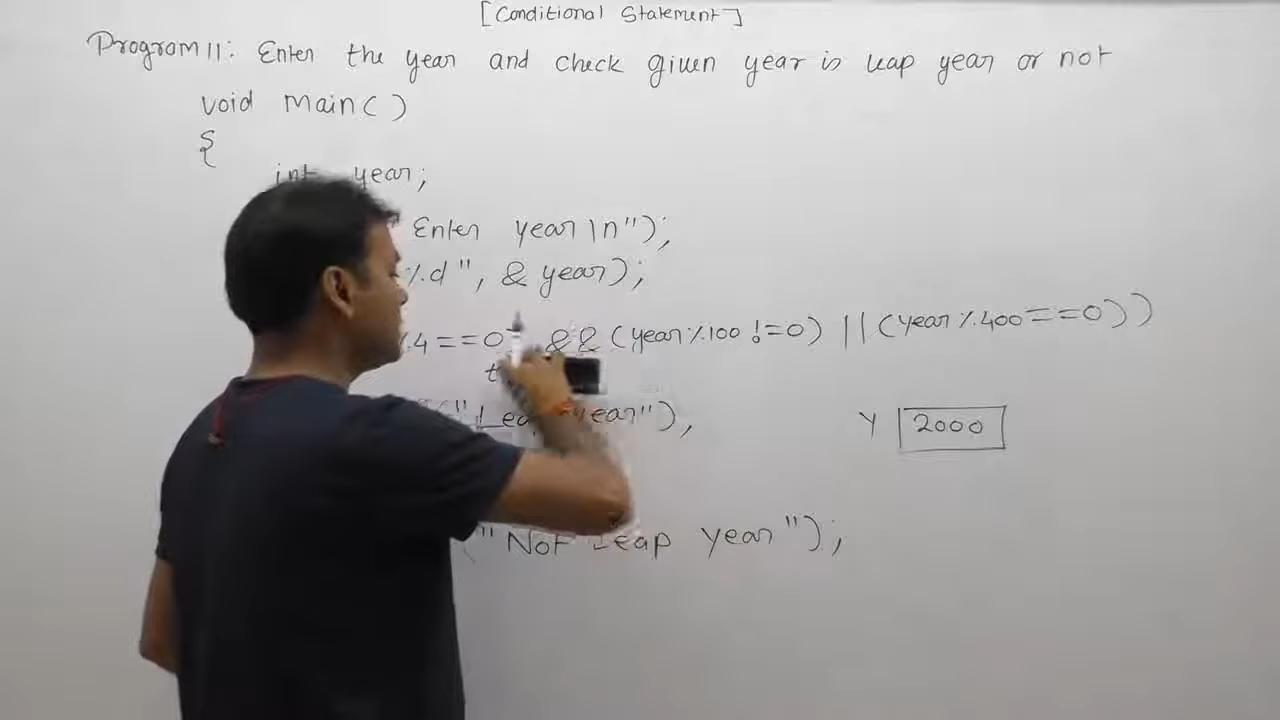 [Conditional Statement]
Program 11: Enter the year and check given year is leap year or not
void main( )
{
int year;
Enter year \n");
%d", & year);
%4==0) && (year%100 !=0) || (year%400==0))
t
" Leap year"),
Y 2000
("Not Leap year");